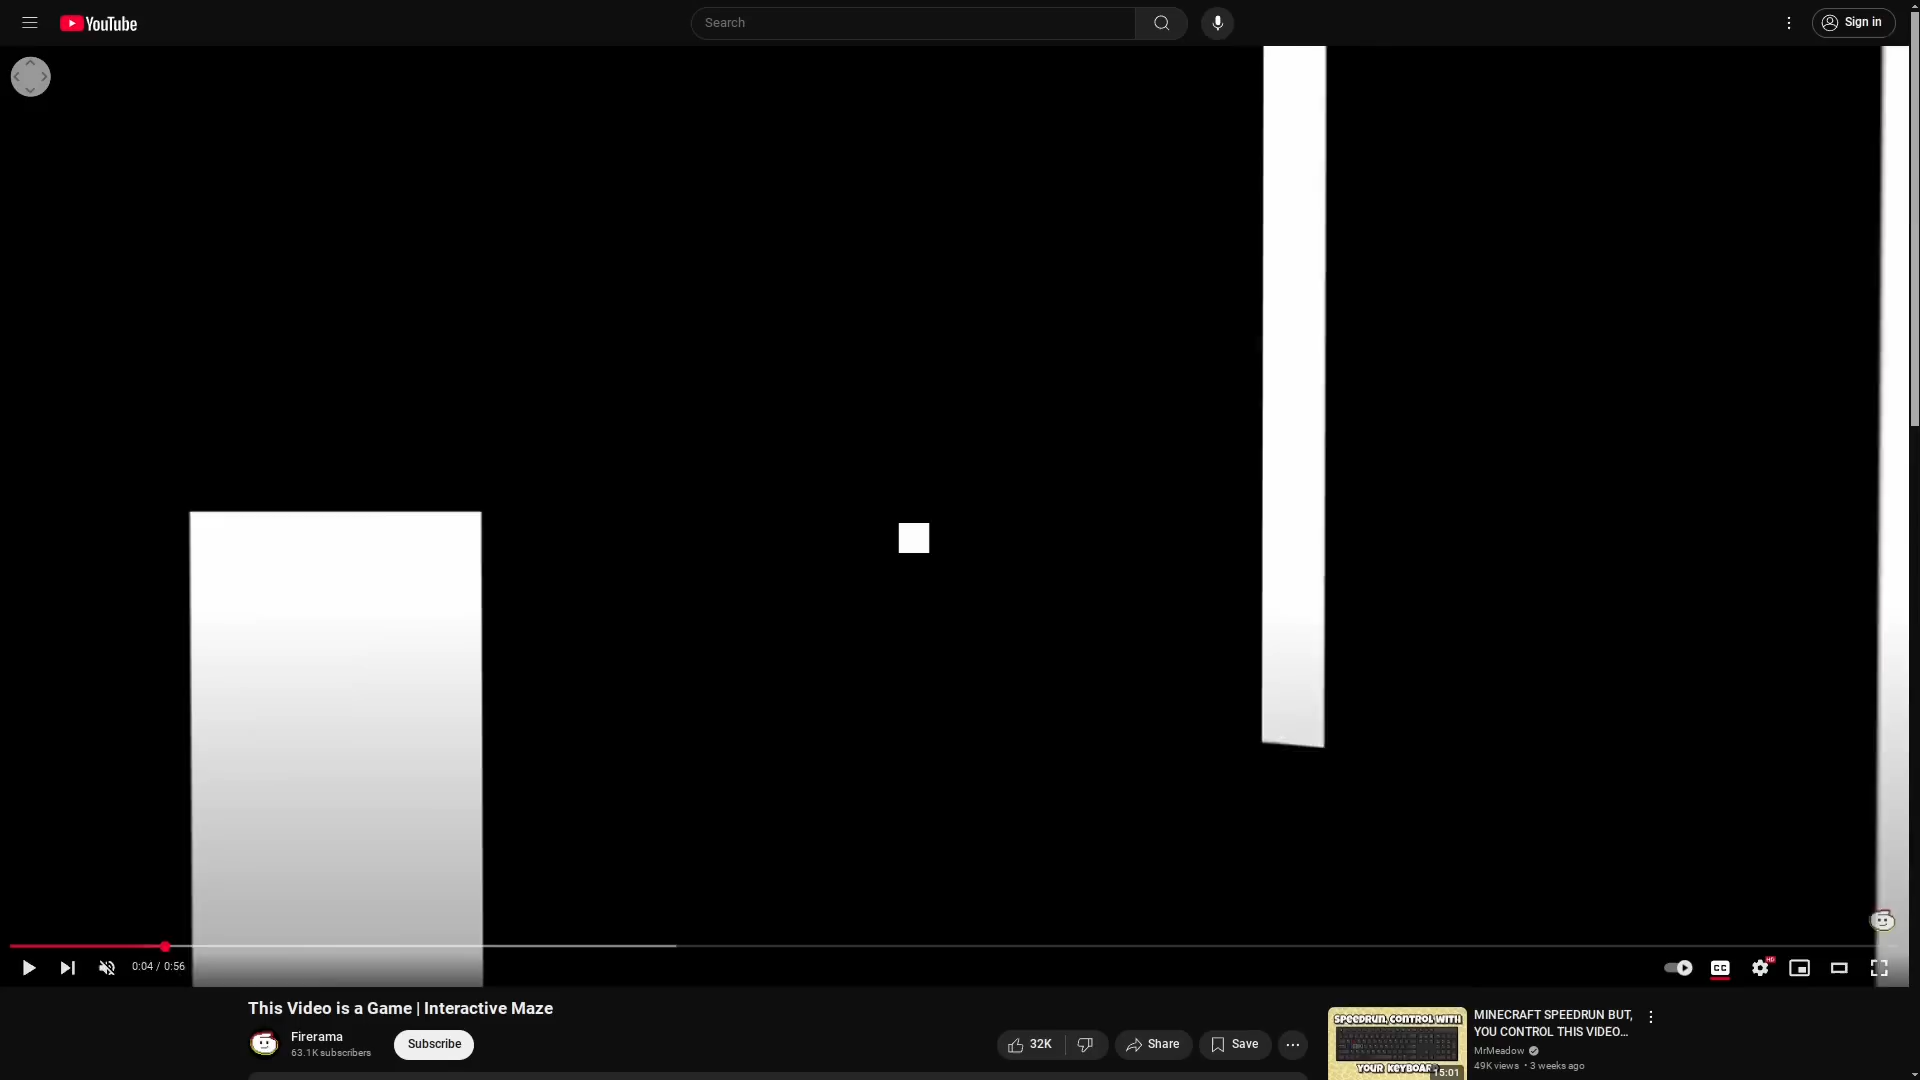 YouTube
Search
Sign in
0:04 / 0:56
CC
HD
This Video is a Game | Interactive Maze
Firerama
63.1K subscribers
Subscribe
32K
Share
Save
SPEEDRUN, CONTROL WITH
YOUR KEYBOARD
15:01
MINECRAFT SPEEDRUN BUT,
YOU CONTROL THIS VIDEO...
MrMeadow
49K views • 3 weeks ago